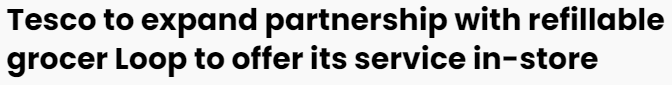 Tesco to expand partnership with refillable
grocer Loop to offer its service in-store